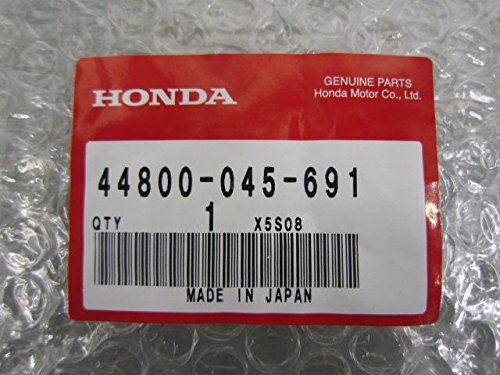 HONDA
GENUINE PARTS
Honda Motor Co., Ltd.
44800-045-691
QTY 1 X5S08
MADE IN JAPAN